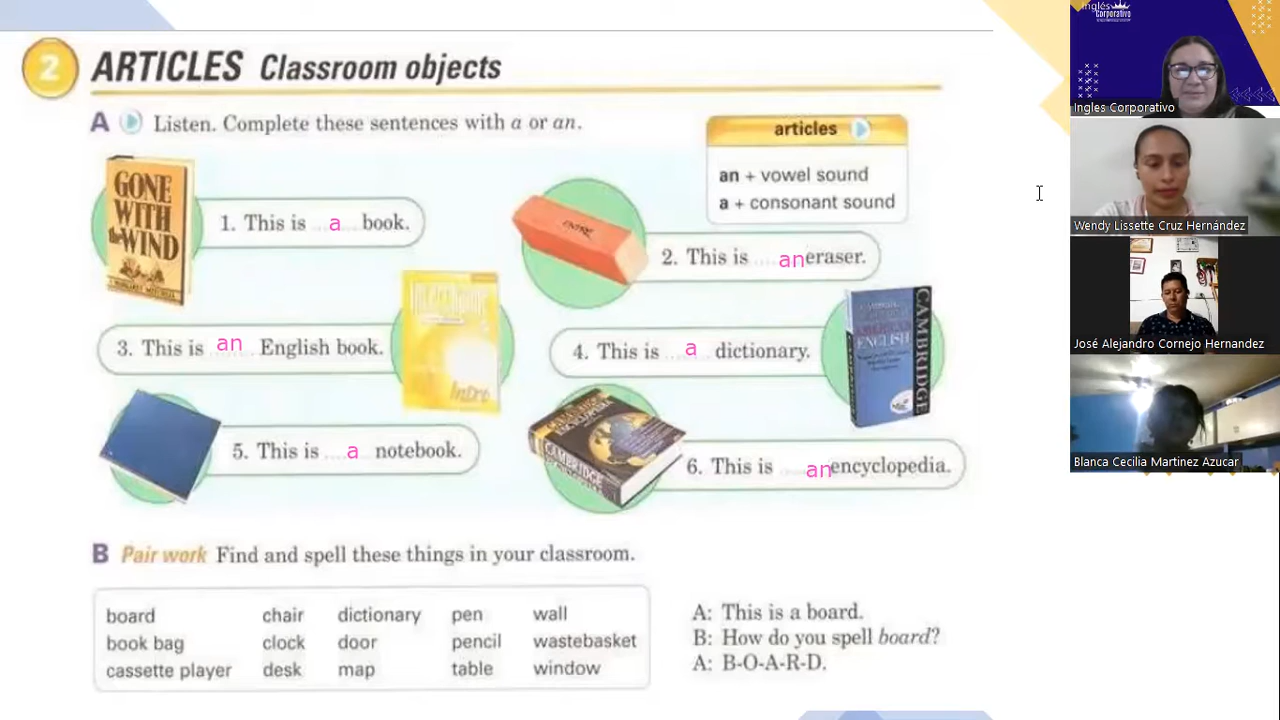 2 ARTICLES Classroom objects
A Listen. Complete these sentences with a or an.
articles
an + vowel sound
a + consonant sound
GONE
WITH
the WIND
1. This is a book.
2. This is an eraser.
3. This is an English book.
Intro
4. This is a dictionary.
ENGLISH
CAMBRIDGE
5. This is a notebook.
6. This is an encyclopedia.
B Pair work Find and spell these things in your classroom.
board chair dictionary pen wall
book bag clock door pencil wastebasket
cassette player desk map table window
A: This is a board.
B: How do you spell board?
A: B-O-A-R-D.
Inglés
Corporativo
Ingles Corporativo
Wendy Lissette Cruz Hernández
José Alejandro Cornejo Hernandez
Blanca Cecilia Martinez Azucar